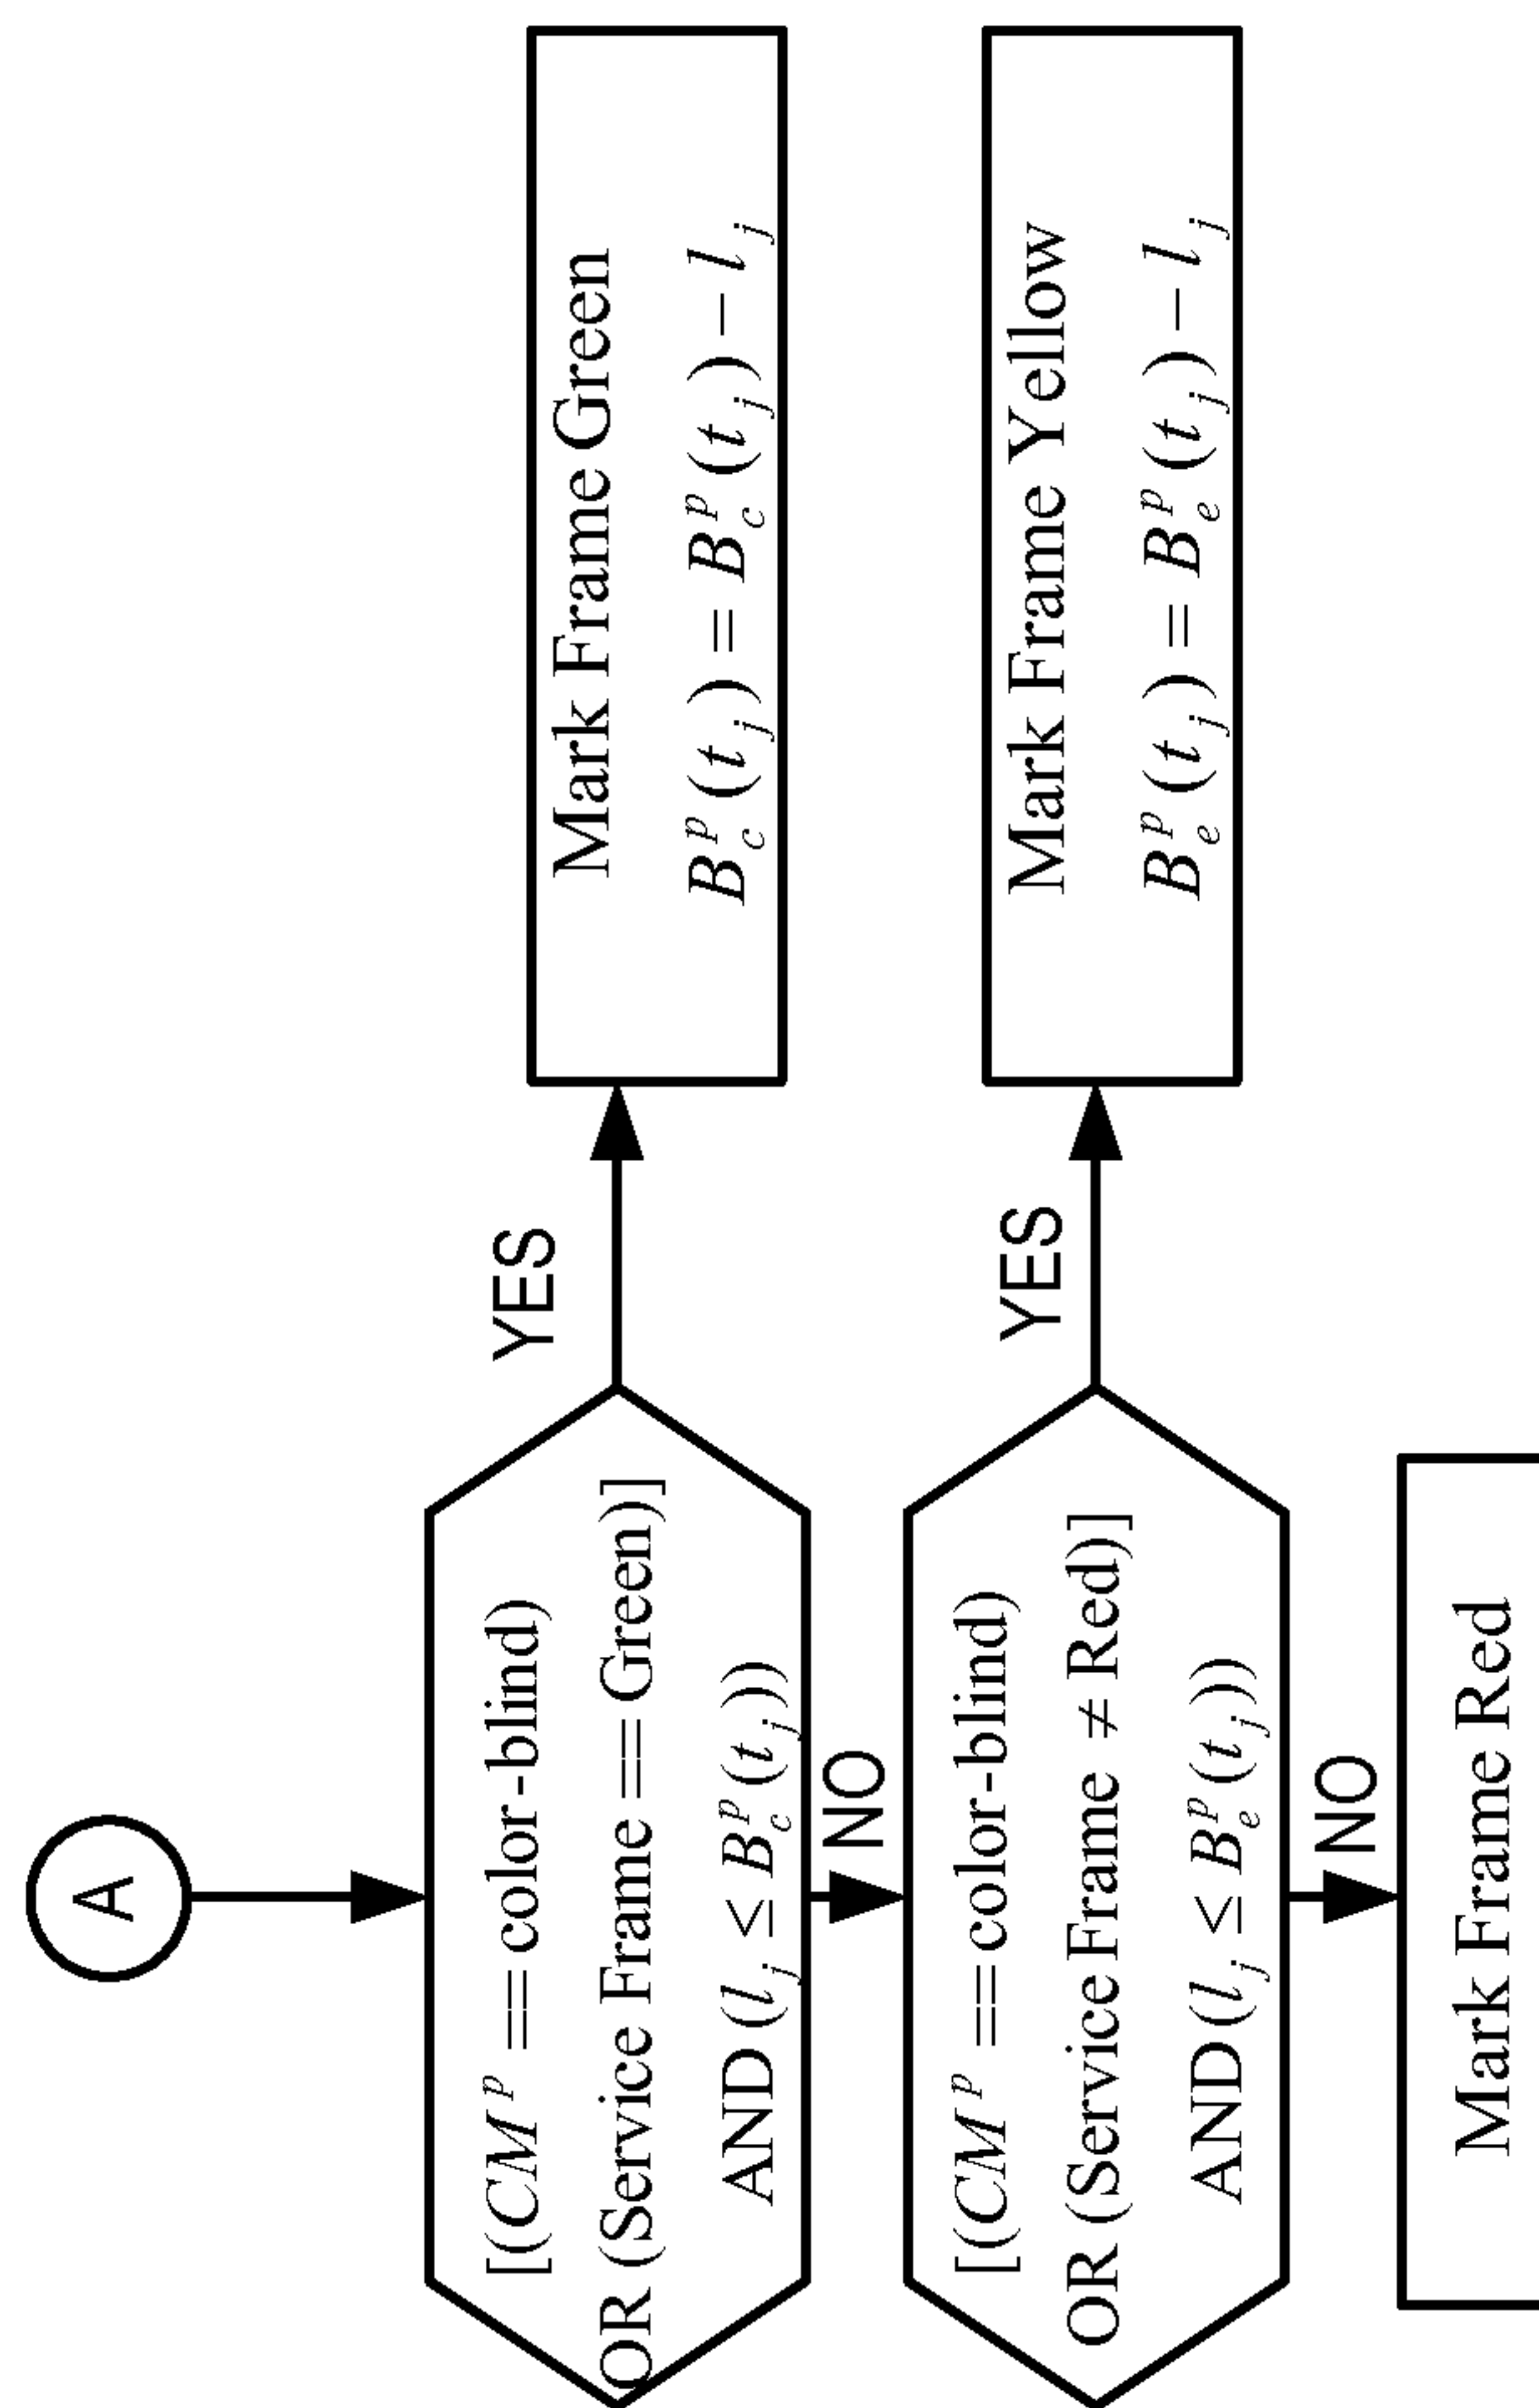 A
[(CM^p == color-blind)
OR ((Service Frame == Green)]
AND (l_j ≤ B_c^p(t_j)))
YES
Mark Frame Green
B_c^p(t_j) = B_c^p(t_j) − l_j
NO
[(CM^p == color-blind)
OR ((Service Frame ≠ Red)]
AND (l_j ≤ B_e^p(t_j)))
YES
Mark Frame Yellow
B_e^p(t_j) = B_e^p(t_j) − l_j
NO
Mark Frame Red